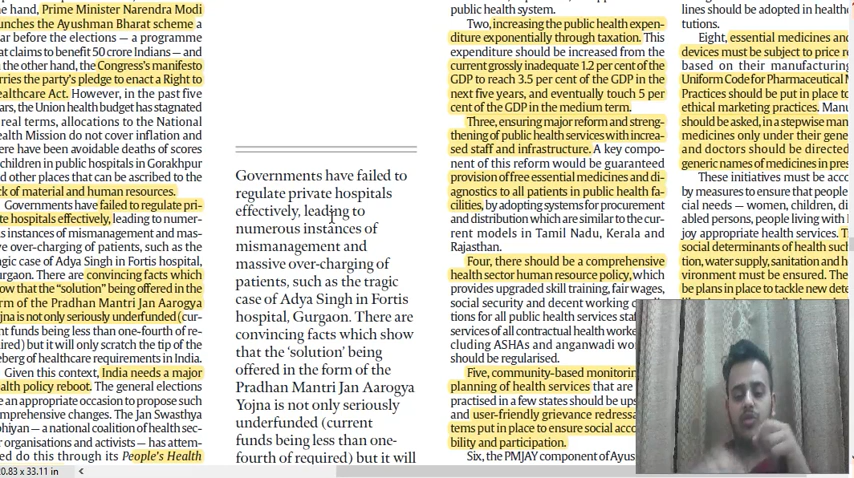 he hand, Prime Minister Narendra Modi
unches the Ayushman Bharat scheme a
ar before the elections — a programme
at claims to benefit 50 crore Indians — and
the other hand, the Congress's manifesto
rries the party's pledge to enact a Right to
ealthcare Act. However, in the past five
ars, the Union health budget has stagnated
real terms, allocations to the National
ealth Mission do not cover inflation and
ere have been avoidable deaths of scores
children in public hospitals in Gorakhpur
nd other places that can be ascribed to the
ck of material and human resources.
Governments have failed to regulate pri-
te hospitals effectively, leading to numer-
s instances of mismanagement and mas-
ve over-charging of patients, such as the
agic case of Adya Singh in Fortis hospital,
urgaon. There are convincing facts which
ow that the "solution" being offered in the
rm of the Pradhan Mantri Jan Aarogya
jna is not only seriously underfunded (cur-
nt funds being less than one-fourth of re-
ired) but it will only scratch the tip of the
eberg of healthcare requirements in India.
Given this context, India needs a major
alth policy reboot. The general elections
e an appropriate occasion to propose such
mprehensive changes. The Jan Swasthya
bhiyan — a national coalition of health sec-
r organisations and activists — has attem-
ed do this through its People's Health
20.83 x 33.11 in
Governments have failed to
regulate private hospitals
effectively, leading to
numerous instances of
mismanagement and
massive over-charging of
patients, such as the tragic
case of Adya Singh in Fortis
hospital, Gurgaon. There are
convincing facts which show
that the 'solution' being
offered in the form of the
Pradhan Mantri Jan Aarogya
Yojna is not only seriously
underfunded (current
funds being less than one-
fourth of required) but it will
public health system.
Two, increasing the public health expen-
diture exponentially through taxation. This
expenditure should be increased from the
current grossly inadequate 1.2 per cent of the
GDP to reach 3.5 per cent of the GDP in the
next five years, and eventually touch 5 per
cent of the GDP in the medium term.
Three, ensuring major reform and streng-
thening of public health services with increa-
sed staff and infrastructure. A key compo-
nent of this reform would be guaranteed
provision of free essential medicines and di-
agnostics to all patients in public health fa-
cilities, by adopting systems for procurement
and distribution which are similar to the cur-
rent models in Tamil Nadu, Kerala and
Rajasthan.
Four, there should be a comprehensive
health sector human resource policy, which
provides upgraded skill training, fair wages,
social security and decent working
tions for all public health services sta
services of all contractual health worke
cluding ASHAs and anganwadi wo
should be regularised.
Five, community-based monitorin
planning of health services that are
practised in a few states should be ups
and user-friendly grievance redressa
tems put in place to ensure social acco
bility and participation.
Six, the PMJAY component of Ayus
lines should be adopted in health
tutions.
Eight, essential medicines and
devices must be subject to price r
based on their manufacturing
Uniform Code for Pharmaceutical M
Practices should be put in place to
ethical marketing practices. Manu
should be asked, in a stepwise man
medicines only under their gene
and doctors should be directed
generic names of medicines in pres
These initiatives must be acco
by measures to ensure that people
cial needs — women, children, di
abled persons, people living with
joy appropriate health services. T
social determinants of health such
tion, water supply, sanitation and h
vironment must be ensured. The
be plans in place to tackle new dete